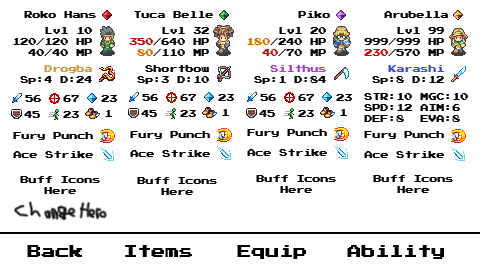 Roko Hans
Lvl 10
120/120 HP
40/40 MP
Drogba
Sp:4 D:24
56 67 23
45 23 2
Fury Punch
Ace Strike
Buff Icons
Here
Tuca Belle
Lvl 32
350/640 HP
80/110 MP
Shortbow
Sp:3 D:10
56 67 23
45 23 1
Fury Punch
Ace Strike
Buff Icons
Here
Piko
Lvl 20
180/240 HP
40/70 MP
Silthus
Sp:1 D:84
56 67 23
45 23 1
Fury Punch
Ace Strike
Buff Icons
Here
Arubella
Lvl 99
999/999 HP
230/570 MP
Karashi
Sp:8 D:12
STR:10 MGC:10
SPD:12 AIM:6
DEF:8 EVA:8
Fury Punch
Ace Strike
Buff Icons
Here
Change Hero
Back Items Equip Ability